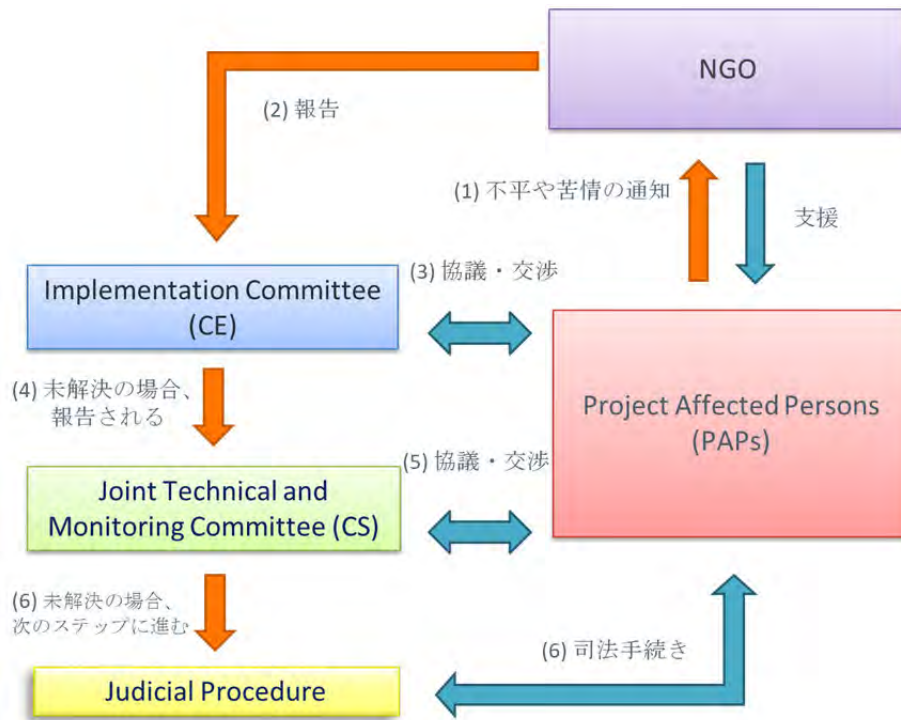 NGO
(2) 報告
(1) 不平や苦情の通知
支援
(3) 協議・交渉
Implementation Committee
(CE)
(4) 未解決の場合、
報告される
Project Affected Persons
(PAPs)
(5) 協議・交渉
Joint Technical and
Monitoring Committee (CS)
(6) 未解決の場合、
次のステップに進む
(6) 司法手続き
Judicial Procedure